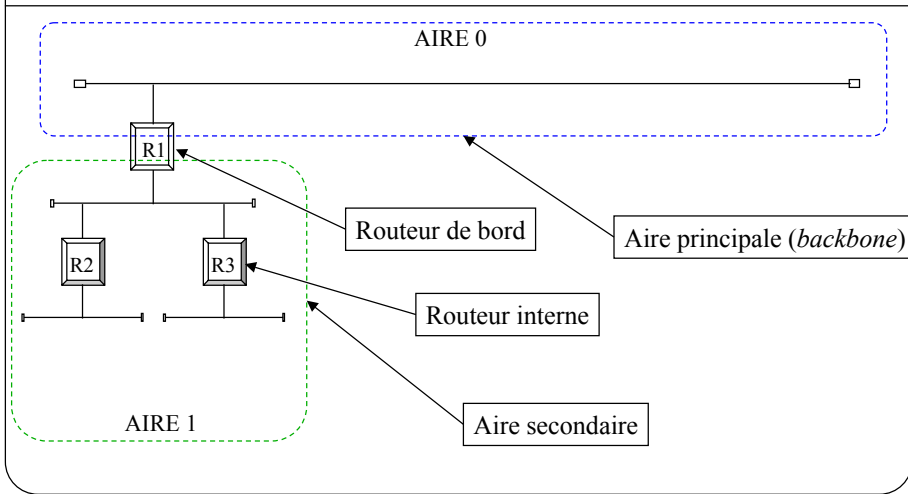 AIRE 0
R1
Routeur de bord
Aire principale (backbone)
R2
R3
Routeur interne
AIRE 1
Aire secondaire